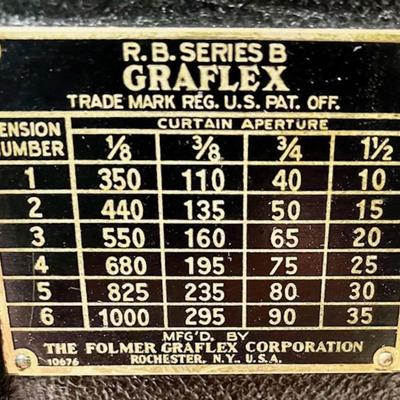 R.B. SERIES B
GRAFLEX
TRADE MARK REG. U.S. PAT. OFF.
ENSION NUMBER CURTAIN APERTURE
1/8 3/8 3/4 1 1/2
1 350 110 40 10
2 440 135 50 15
3 550 160 65 20
4 680 195 75 25
5 825 235 80 30
6 1000 295 90 35
MFG'D. BY
THE FOLMER GRAFLEX CORPORATION
10676 ROCHESTER, N.Y., U.S.A.